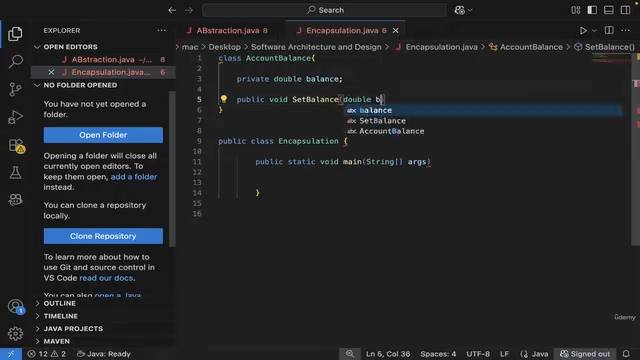 Search
EXPLORER
ABstraction.java 8
Encapsulation.java 6
OPEN EDITORS
mac > Desktop > Software Architecture and Design > Encapsulation.java > AccountBalance > SetBalance()
ABstraction.java ~/... 8
Encapsulation.java... 6
NO FOLDER OPENED
You have not yet opened a folder.
Open Folder
Opening a folder will close all currently open editors. To keep them open, add a folder instead.
You can clone a repository locally.
Clone Repository
To learn more about how to use Git and source control in VS Code read our docs.
You can also open a Java
OUTLINE
TIMELINE
JAVA PROJECTS
MAVEN
1 class AccountBalance{
2
3 private double balance;
4
5 public void SetBalance(double b
balance
SetBalance
AccountBalance
6 }
7
8
9 public class Encapsulation {
10
11 public static void main(String[] args)
12
13
14 }
15
16
Udemy
12 2 Java: Ready Ln 5, Col 36 Spaces: 4 UTF-8 LF Java Signed out